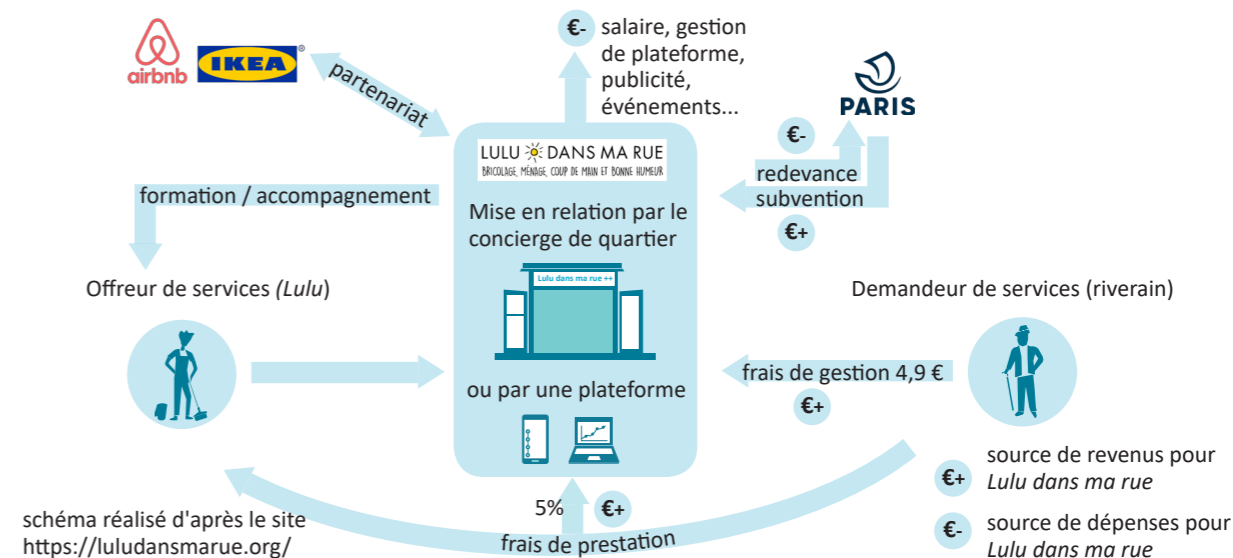 airbnb
IKEA
®
partenariat
€-
salaire, gestion
de plateforme,
publicité,
événements...
PARIS
€-
redevance
subvention
€+
LULU DANS MA RUE
BRICOLAGE, MÉNAGE, COUP DE MAIN ET BONNE HUMEUR
formation / accompagnement
Mise en relation par le
concierge de quartier
Lulu dans ma rue ++
Offreur de services (Lulu)
Demandeur de services (riverain)
frais de gestion 4,9 €
€+
ou par une plateforme
5%
€+
frais de prestation
€+
source de revenus pour
Lulu dans ma rue
€-
source de dépenses pour
Lulu dans ma rue
schéma réalisé d'après le site
https://luludansmarue.org/